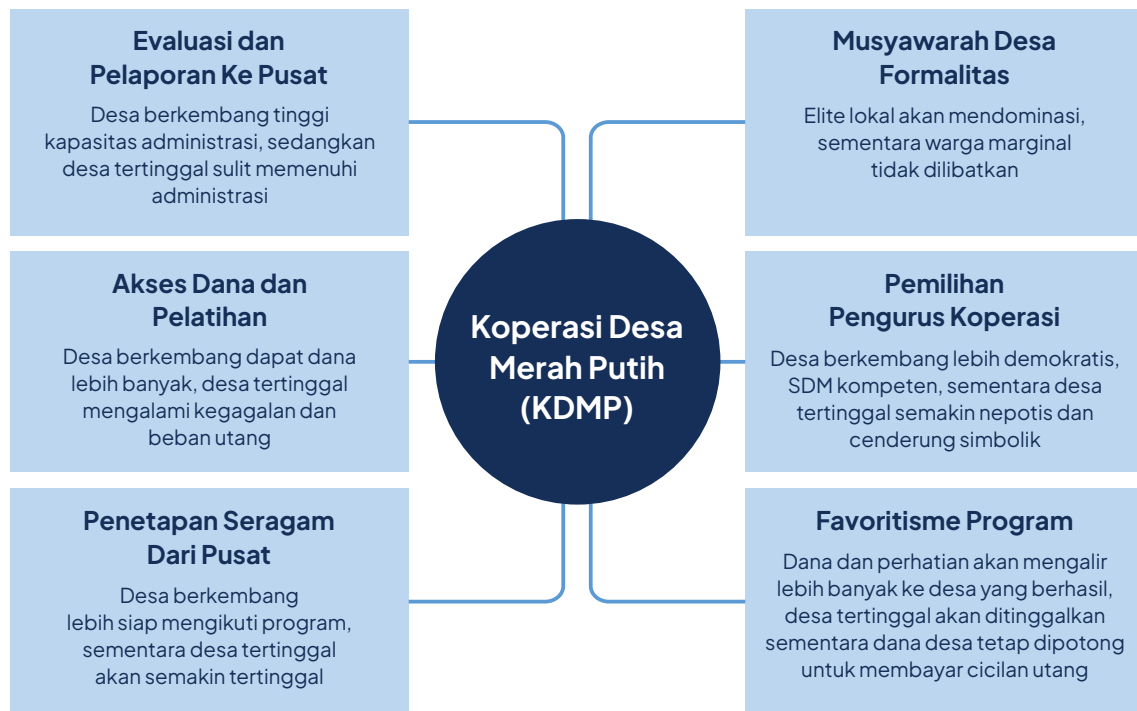 Evaluasi dan
Pelaporan Ke Pusat
Desa berkembang tinggi
kapasitas administrasi, sedangkan
desa tertinggal sulit memenuhi
administrasi
Musyawarah Desa
Formalitas
Elite lokal akan mendominasi,
sementara warga marginal
tidak dilibatkan
Akses Dana dan
Pelatihan
Desa berkembang dapat dana
lebih banyak, desa tertinggal
mengalami kegagalan dan
beban utang
Koperasi Desa
Merah Putih
(KDMP)
Pemilihan
Pengurus Koperasi
Desa berkembang lebih demokratis,
SDM kompeten, sementara desa
tertinggal semakin nepotis dan
cenderung simbolik
Penetapan Seragam
Dari Pusat
Desa berkembang
lebih siap mengikuti program,
sementara desa tertinggal
akan semakin tertinggal
Favoritisme Program
Dana dan perhatian akan mengalir
lebih banyak ke desa yang berhasil,
desa tertinggal akan ditinggalkan
sementara dana desa tetap dipotong
untuk membayar cicilan utang